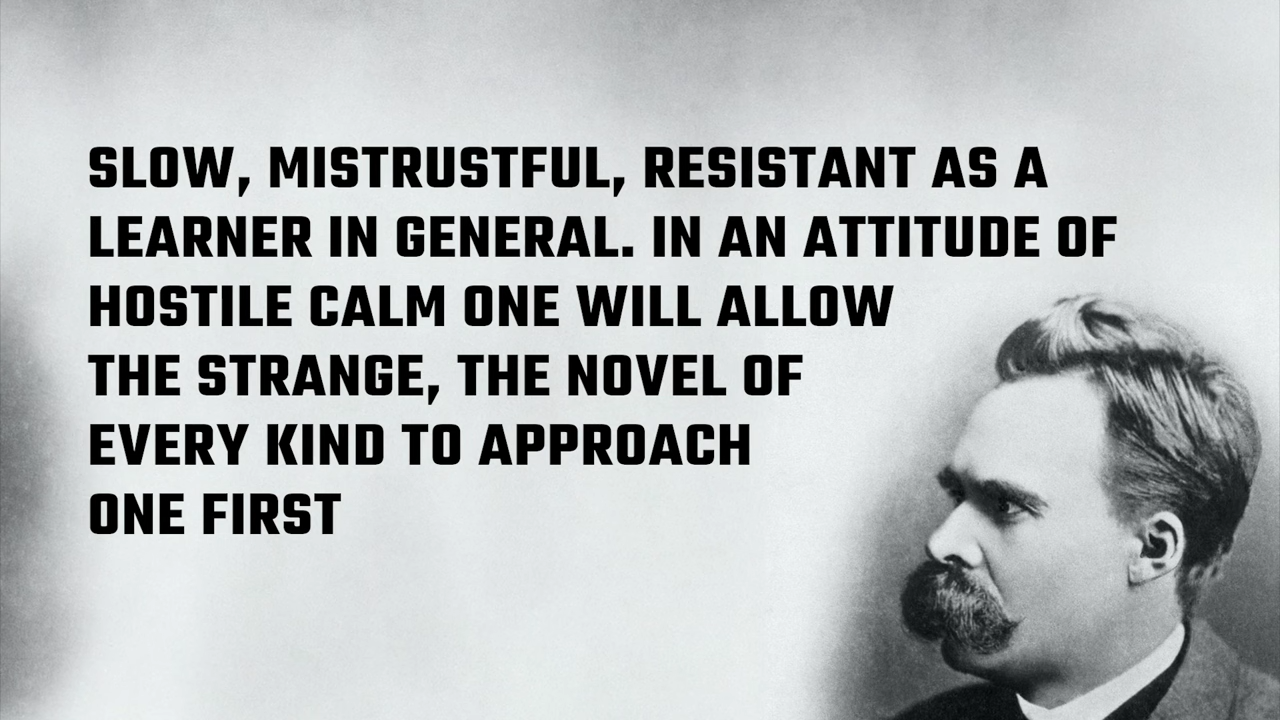 SLOW, MISTRUSTFUL, RESISTANT AS A
LEARNER IN GENERAL. IN AN ATTITUDE OF
HOSTILE CALM ONE WILL ALLOW
THE STRANGE, THE NOVEL OF
EVERY KIND TO APPROACH
ONE FIRST